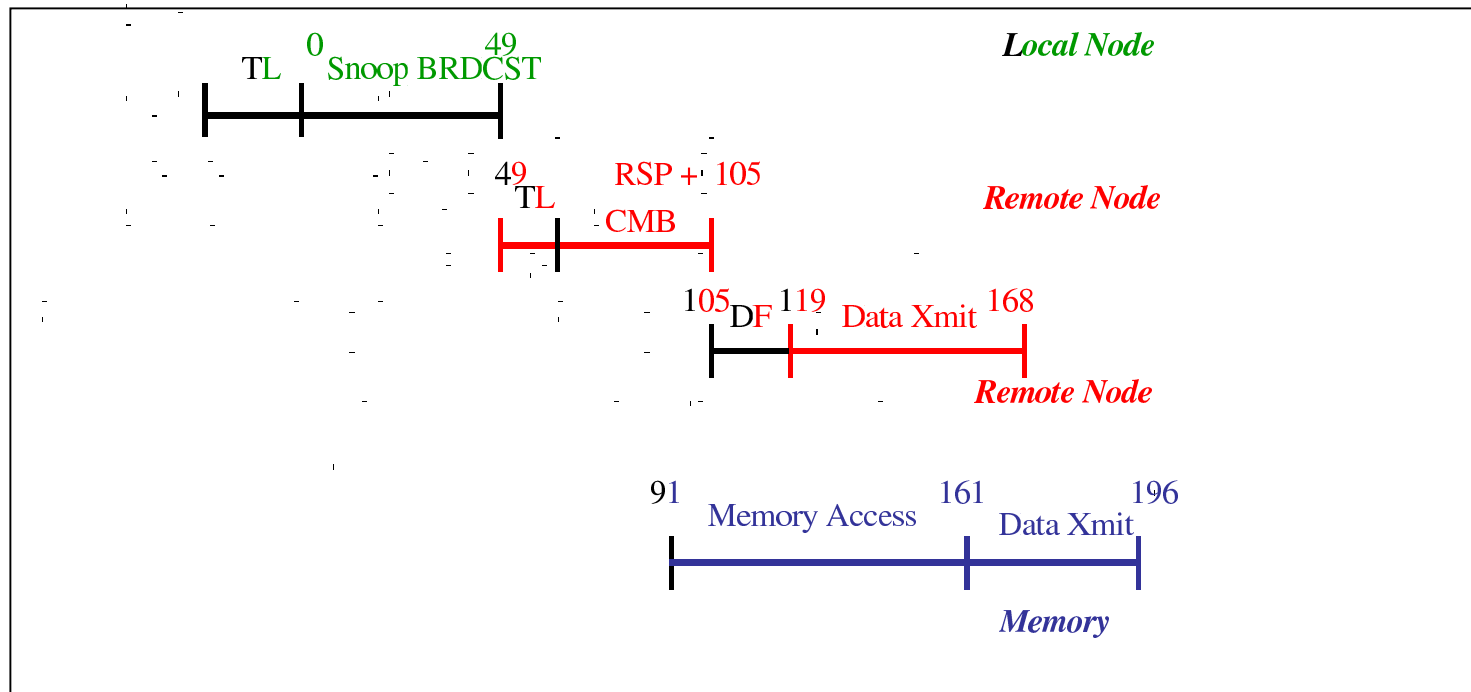 0 49 Local Node
TL Snoop BRDCST
49 RSP + 105
TL Remote Node
CMB
105 DF 119 Data Xmit 168
Remote Node
91 161 196
Memory Access Data Xmit
Memory